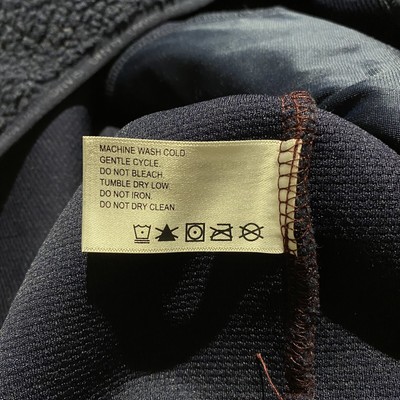 MACHINE WASH COLD
GENTLE CYCLE.
DO NOT BLEACH.
TUMBLE DRY LOW.
DO NOT IRON.
DO NOT DRY CLEAN.